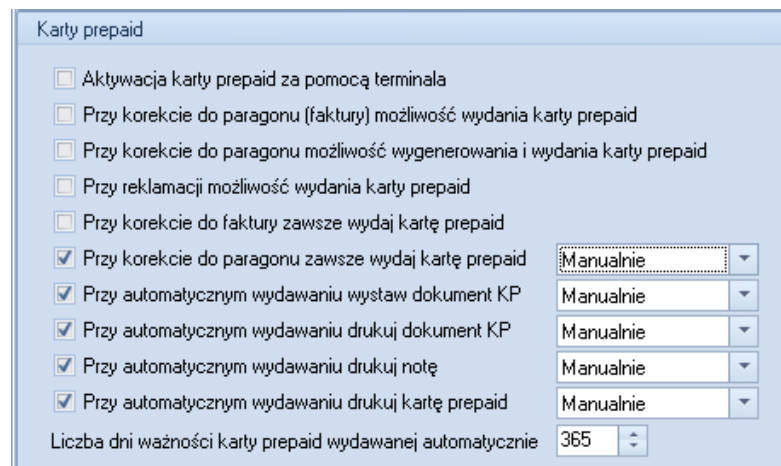 Karty prepaid
Aktywacja karty prepaid za pomocą terminala
Przy korekcie do paragonu (faktury) możliwość wydania karty prepaid
Przy korekcie do paragonu możliwość wygenerowania i wydania karty prepaid
Przy reklamacji możliwość wydania karty prepaid
Przy korekcie do faktury zawsze wydaj kartę prepaid
Przy korekcie do paragonu zawsze wydaj kartę prepaid Manualnie
Przy automatycznym wydawaniu wystaw dokument KP Manualnie
Przy automatycznym wydawaniu drukuj dokument KP Manualnie
Przy automatycznym wydawaniu drukuj notę Manualnie
Przy automatycznym wydawaniu drukuj kartę prepaid Manualnie
Liczba dni ważności karty prepaid wydawanej automatycznie 365